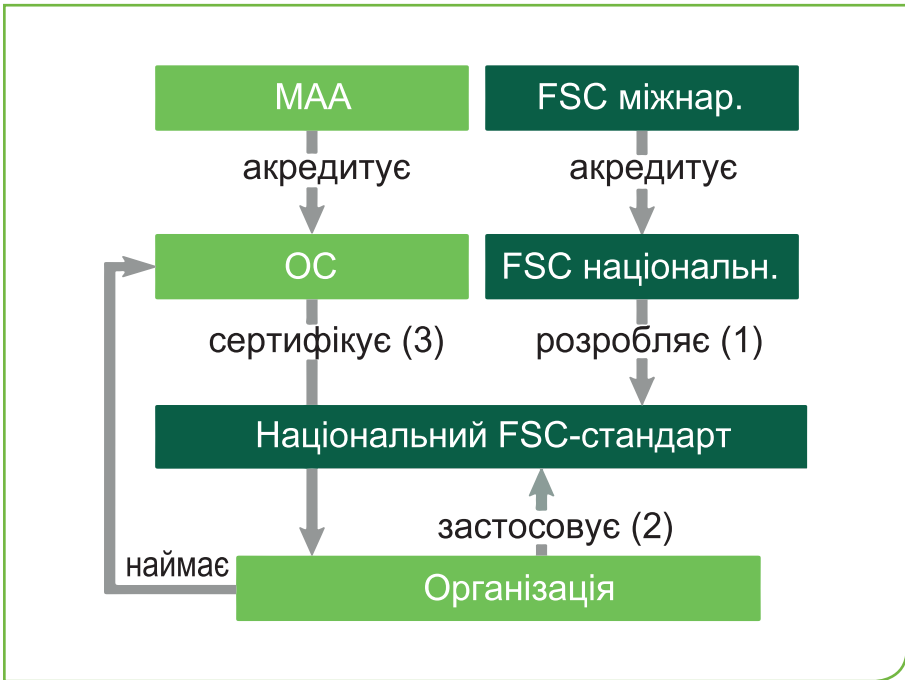 МАА
FSC міжнар.
акредитує
акредитує
ОС
FSC національн.
сертифікує (3)
розробляє (1)
Національний FSC-стандарт
застосовує (2)
наймає
Організація